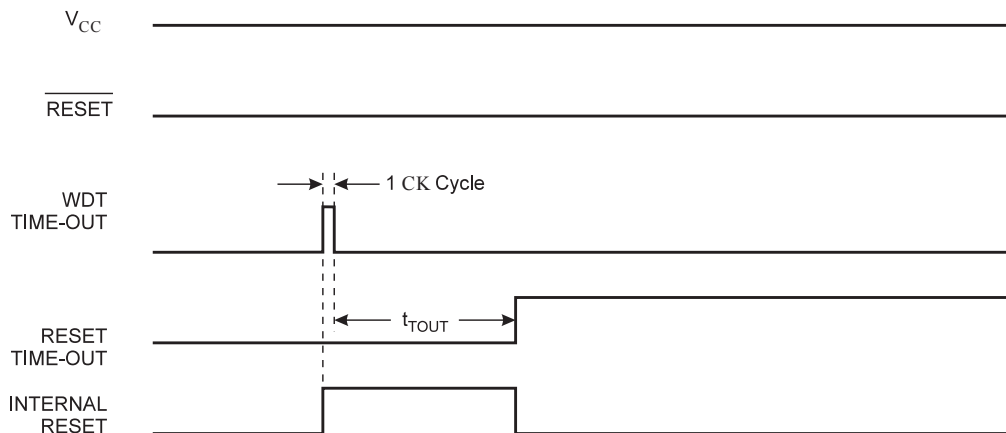 VCC
RESET
1 CK Cycle
WDT
TIME-OUT
tTOUT
RESET
TIME-OUT
INTERNAL
RESET